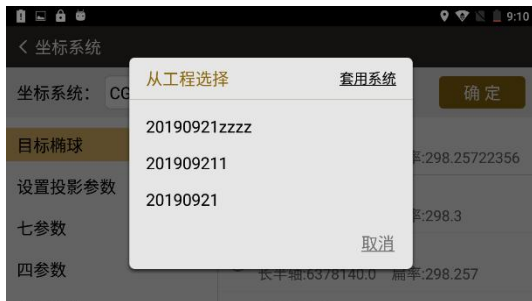 9:10
坐标系统
坐标系统: CG
确定
从工程选择 套用系统
20190921zzzz
201909211
20190921
取消
目标椭球
设置投影参数
七参数
四参数
率:298.25722356
率:298.3
长半轴:6378140.0 扁率:298.257